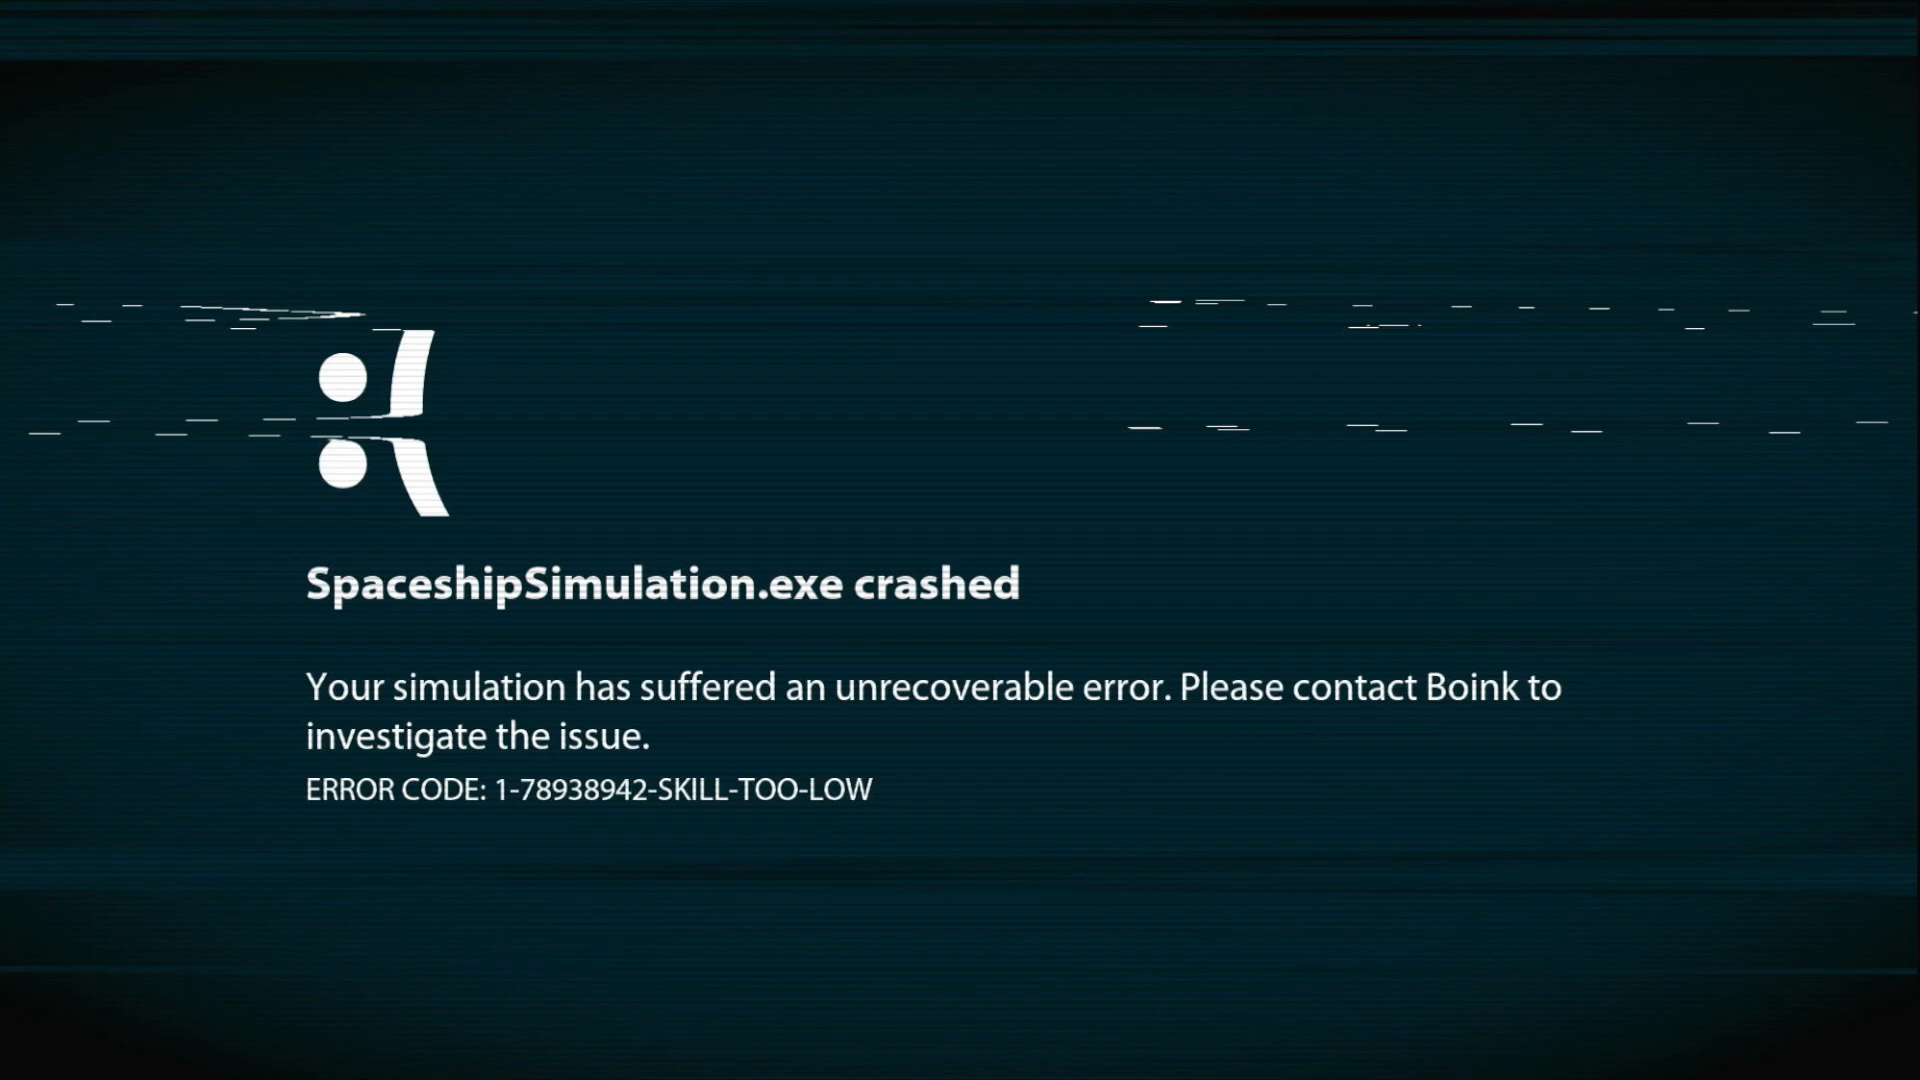 :(
SpaceshipSimulation.exe crashed
Your simulation has suffered an unrecoverable error. Please contact Boink to
investigate the issue.
ERROR CODE: 1-78938942-SKILL-TOO-LOW